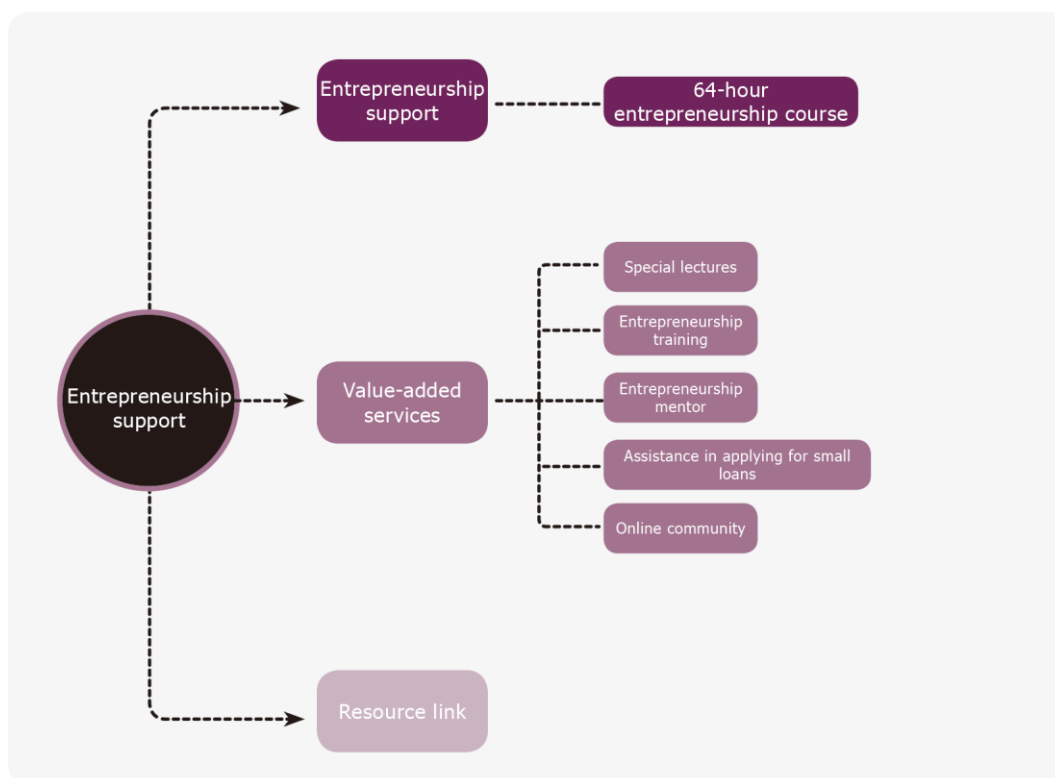 Entrepreneurship
support
64-hour
entrepreneurship course
Entrepreneurship
support
Value-added
services
Special lectures
Entrepreneurship
training
Entrepreneurship
mentor
Assistance in applying for small
loans
Online community
Resource link